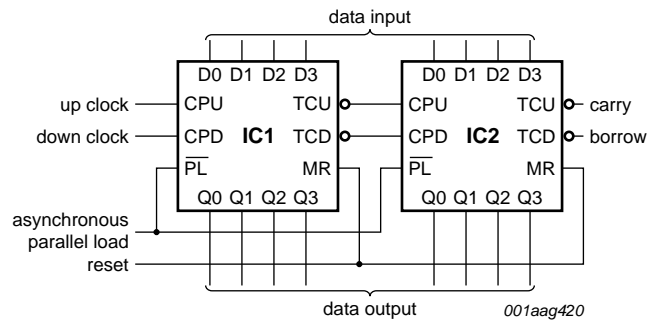 data input
D0 D1 D2 D3
D0 D1 D2 D3
up clock
CPU
TCU
CPU
TCU
carry
down clock
CPD
IC1
TCD
CPD
IC2
TCD
borrow
PL
MR
PL
MR
Q0 Q1 Q2 Q3
Q0 Q1 Q2 Q3
asynchronous
parallel load
reset
data output
001aag420